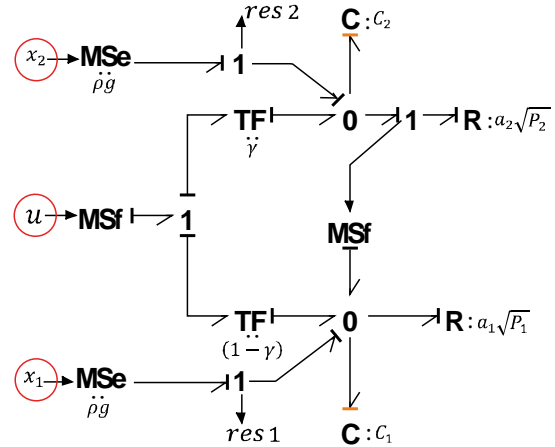 res 2
C : C₂
x₂ MSe 1
ρ̈g
TF 0 1 R : a₂√P₂
γ̈
u MSf 1 MSf
TF 0 R : a₁√P₁
(1 − γ)
x₁ MSe 1
ρ̈g
res 1 C : C₁